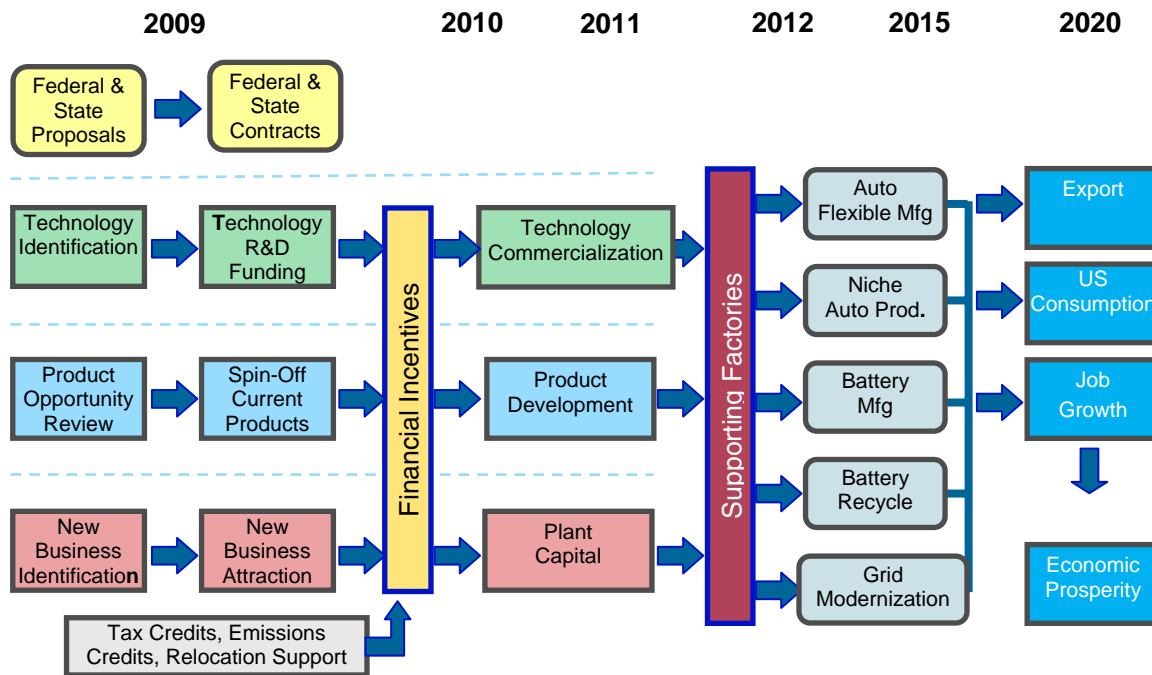 2009
2010
2011
2012
2015
2020
Federal &
State
Proposals
Federal &
State
Contracts
Technology
Identification
Technology
R&D
Funding
Technology
Commercialization
Product
Opportunity
Review
Spin-Off
Current
Products
Product
Development
New
Business
Identification
New
Business
Attraction
Plant
Capital
Tax Credits, Emissions
Credits, Relocation Support
Financial Incentives
Supporting Factories
Auto
Flexible Mfg
Niche
Auto Prod.
Battery
Mfg
Battery
Recycle
Grid
Modernization
Export
US
Consumption
Job
Growth
Economic
Prosperity